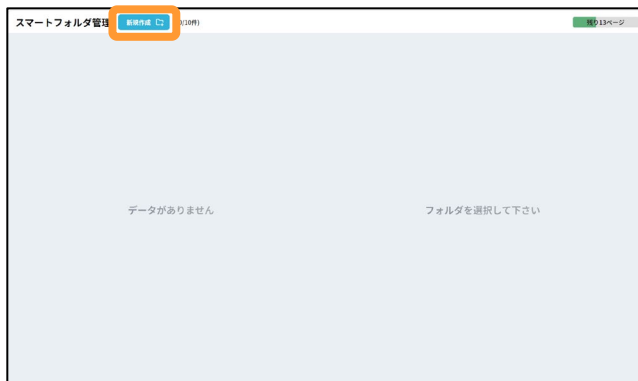 スマートフォルダ管理 新規作成 /10件)
残り13ページ
データがありません
フォルダを選択して下さい